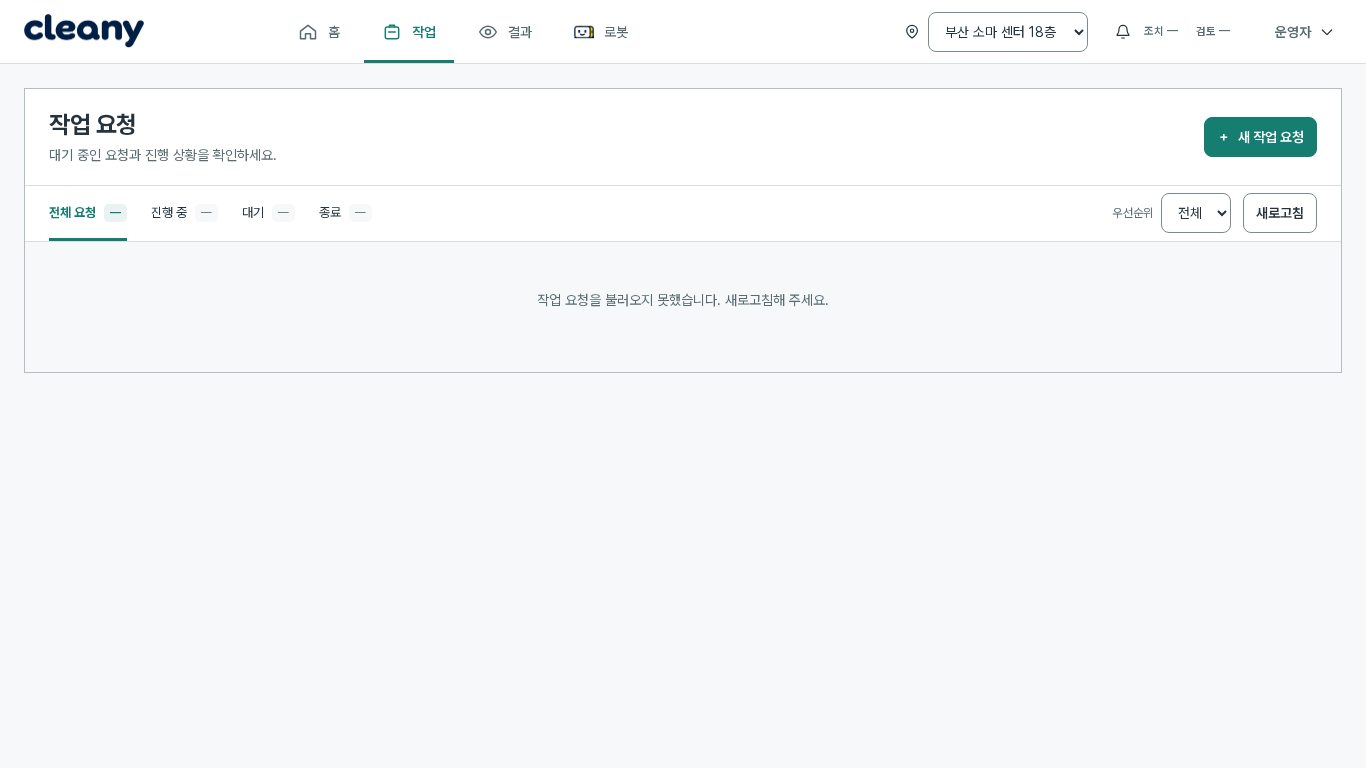 cleany
홈
작업
결과
로봇
부산 소마 센터 18층
조치 —
검토 —
운영자
작업 요청
대기 중인 요청과 진행 상황을 확인하세요.
+ 새 작업 요청
전체 요청 —
진행 중 —
대기 —
종료 —
우선순위
전체
새로고침
작업 요청을 불러오지 못했습니다. 새로고침해 주세요.